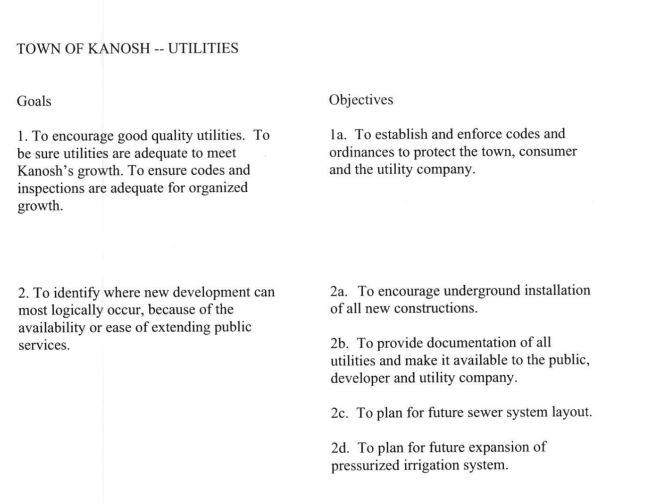 TOWN OF KANOSH -- UTILITIES
Goals
Objectives
1. To encourage good quality utilities. To
be sure utilities are adequate to meet
Kanosh's growth. To ensure codes and
inspections are adequate for organized
growth.
1a. To establish and enforce codes and
ordinances to protect the town, consumer
and the utility company.
2. To identify where new development can
most logically occur, because of the
availability or ease of extending public
services.
2a. To encourage underground installation
of all new constructions.
2b. To provide documentation of all
utilities and make it available to the public,
developer and utility company.
2c. To plan for future sewer system layout.
2d. To plan for future expansion of
pressurized irrigation system.